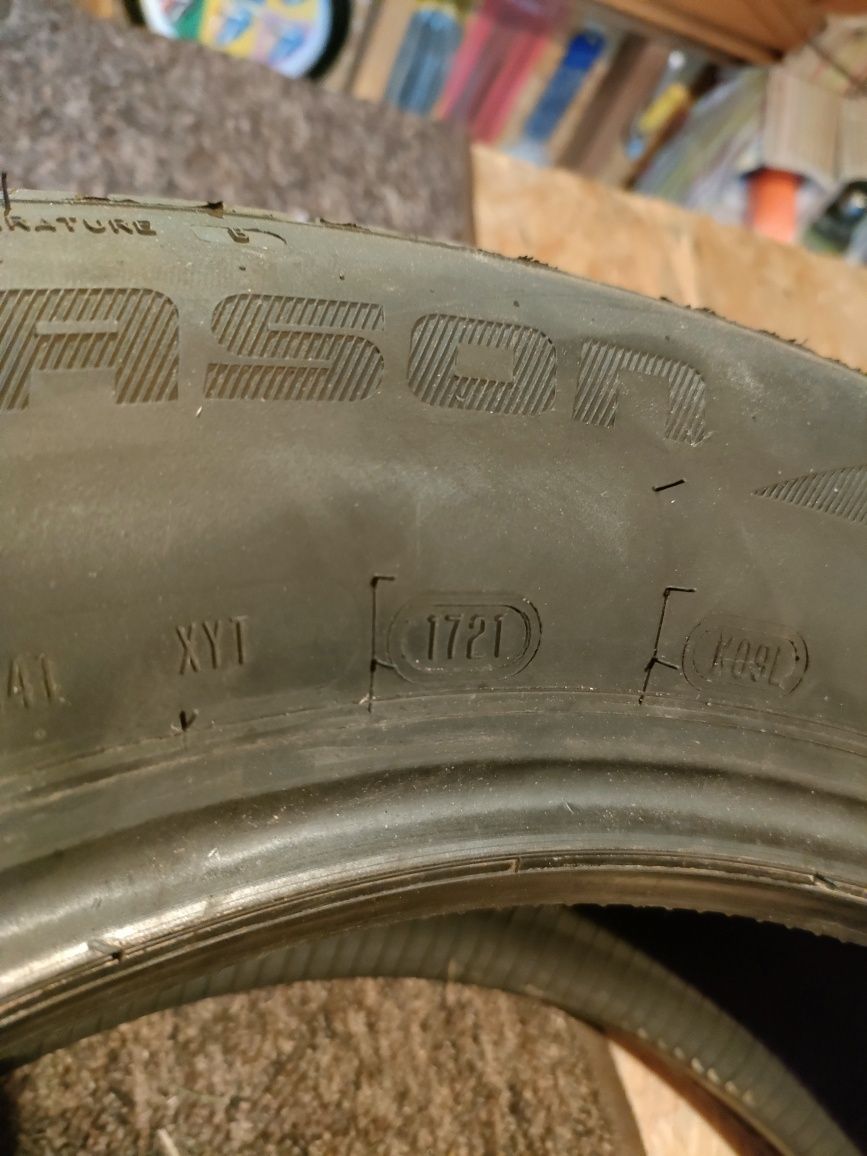 RATURE B
ASON
41 XYT 1721 K09L